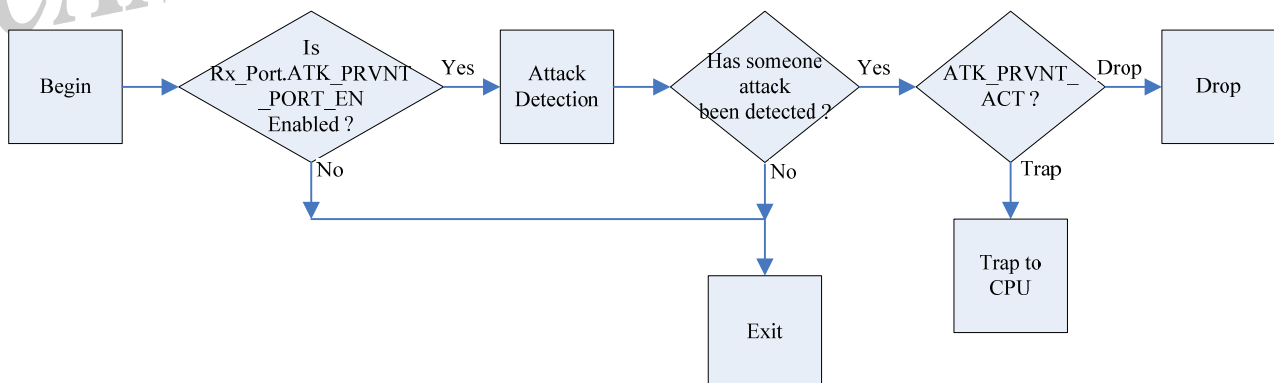 Begin
Is
Rx_Port.ATK_PRVNT
_PORT_EN
Enabled ?
Yes
No
Attack
Detection
Has someone
attack
been detected ?
Yes
No
ATK_PRVNT_
ACT ?
Drop
Trap
Drop
Trap to
CPU
Exit